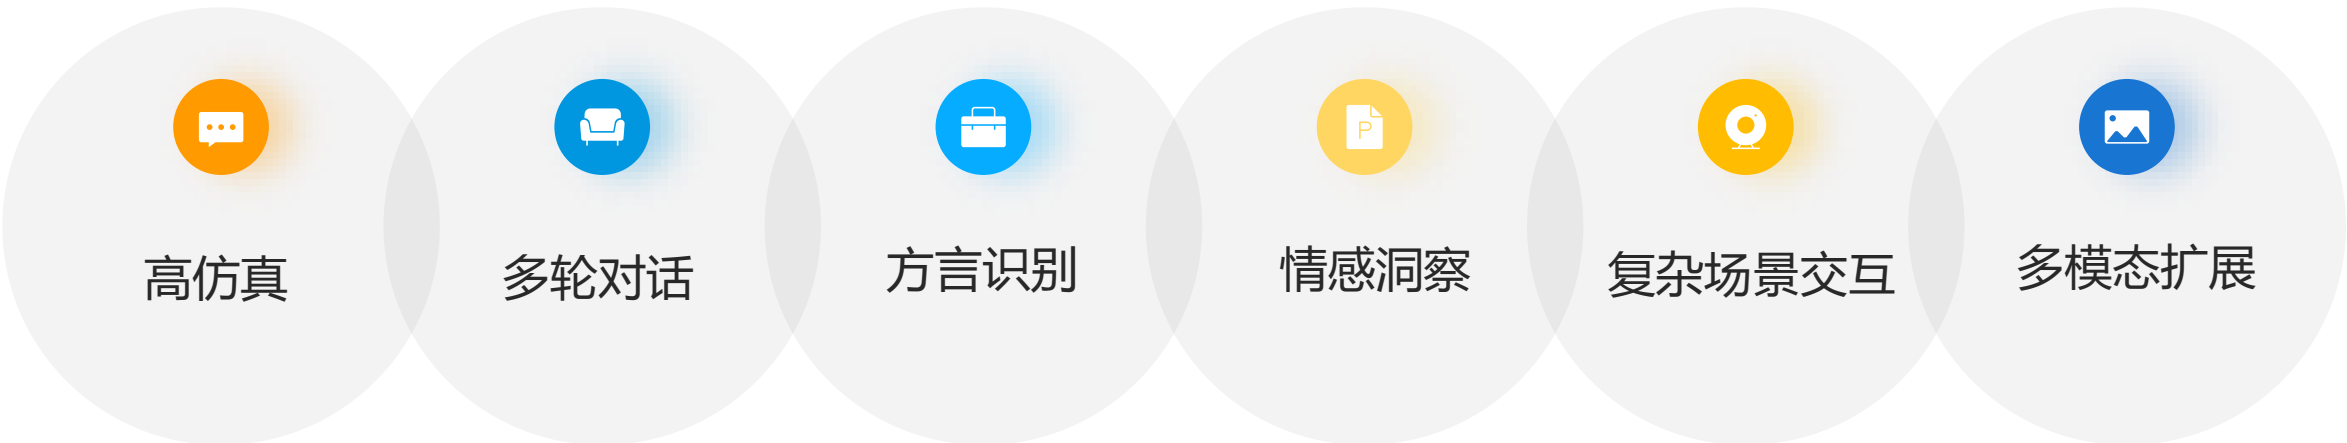 高仿真
多轮对话
方言识别
情感洞察
复杂场景交互
多模态扩展
P